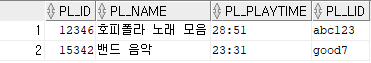 PL_ID PL_NAME PL_PLAYTIME PL_LID
1 12346 호피폴라 노래 모음 28:51 abc123
2 15342 밴드 음악 23:31 good7